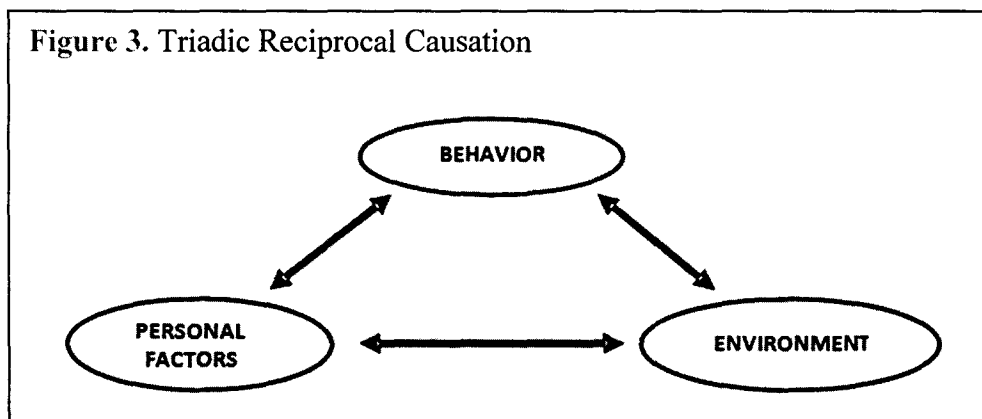 Figure 3. Triadic Reciprocal Causation
BEHAVIOR
PERSONAL
FACTORS
ENVIRONMENT